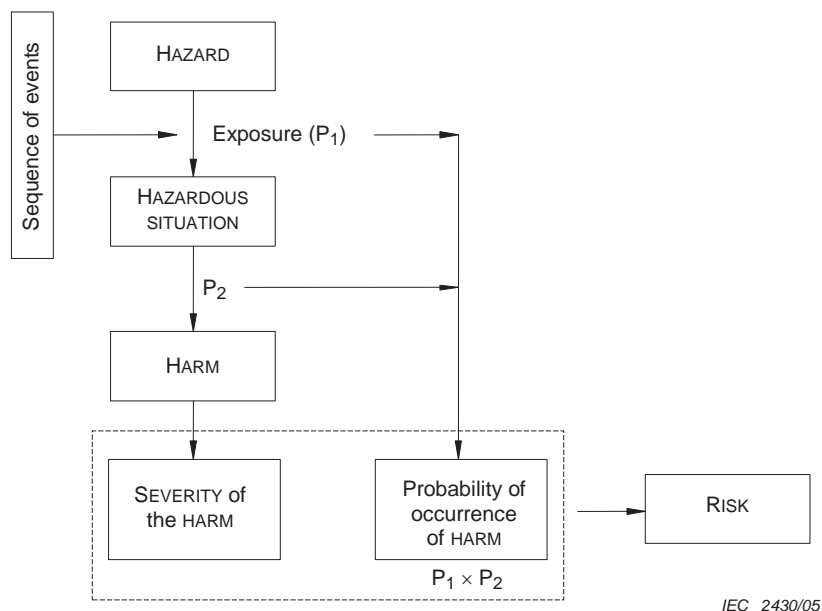 Sequence of events
HAZARD
Exposure (P1)
HAZARDOUS
SITUATION
P2
HARM
SEVERITY of
the HARM
Probability of
occurrence
of HARM
P1 × P2
RISK
IEC 2430/05